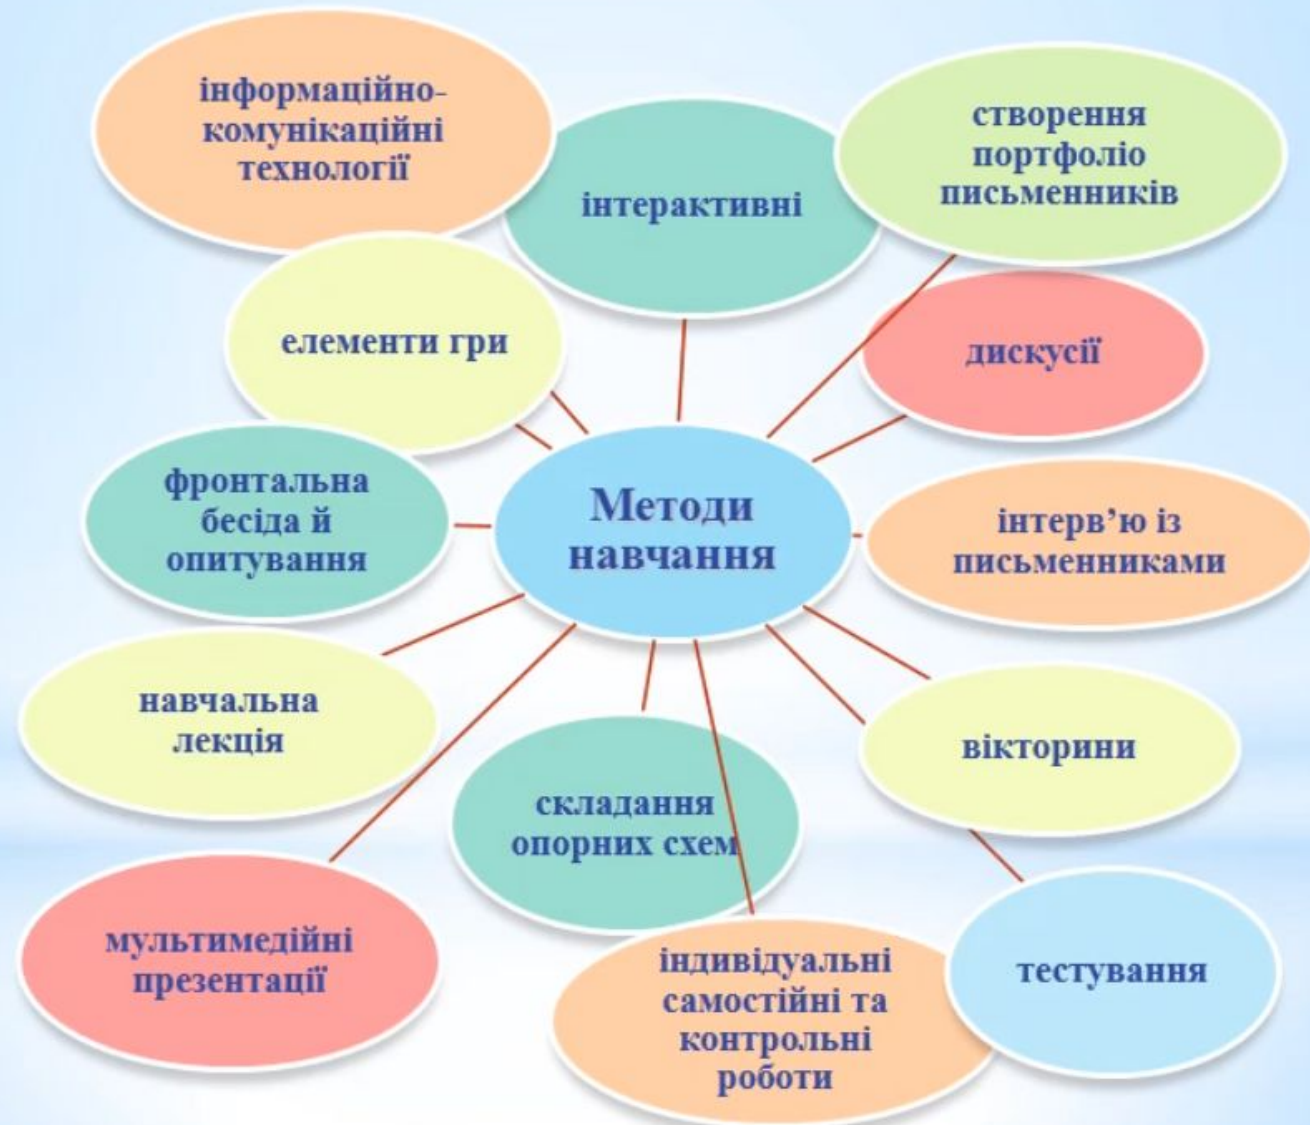 інформаційно-
комунікаційні
технології
інтерактивні
створення
портфоліо
письменників
елементи гри
дискусії
фронтальна
бесіда й
опитування
Методи
навчання
інтерв’ю із
письменниками
навчальна
лекція
складання
опорних схем
вікторини
мультимедійні
презентації
індивідуальні
самостійні та
контрольні
роботи
тестування